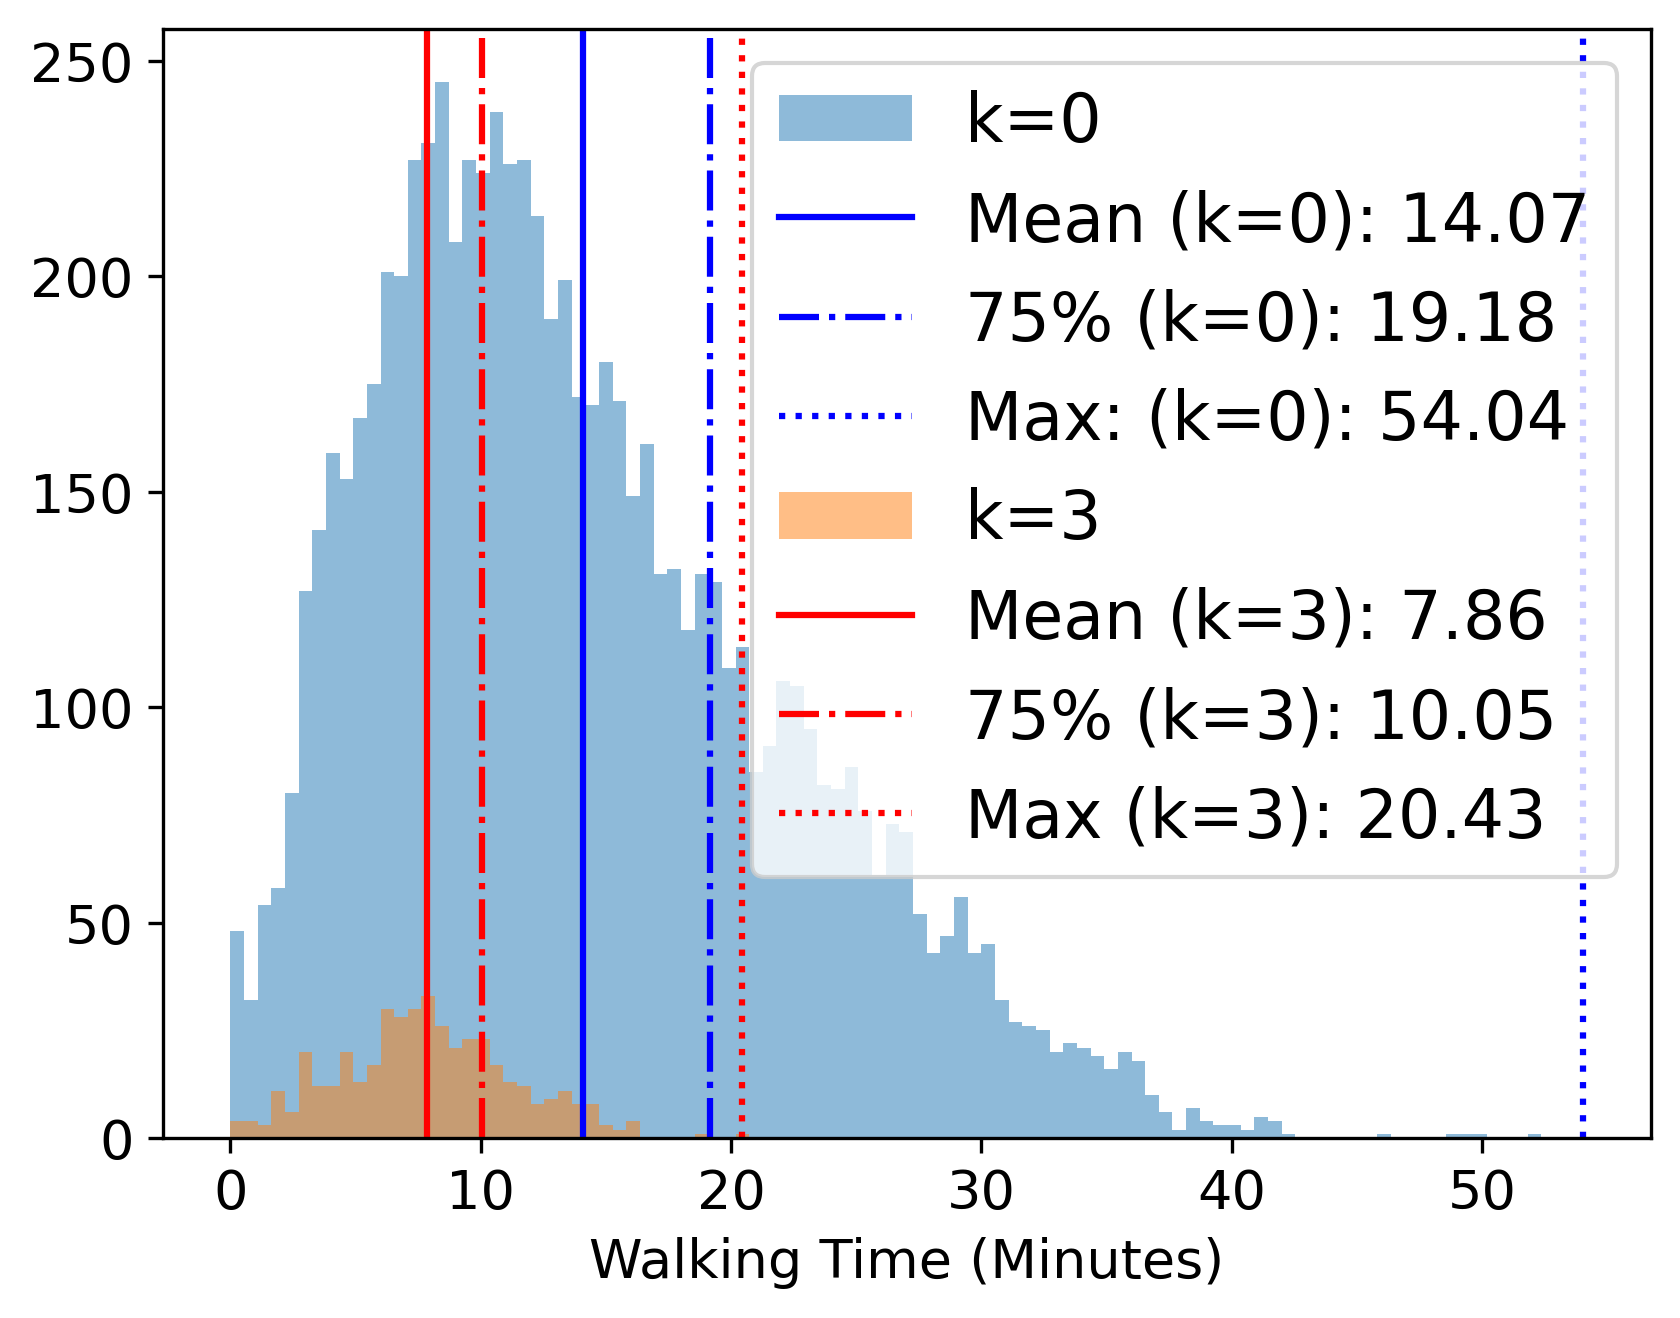 250
200
150
100
50
0
k=0
Mean (k=0): 14.07
75% (k=0): 19.18
Max: (k=0): 54.04
k=3
Mean (k=3): 7.86
75% (k=3): 10.05
Max (k=3): 20.43
0 10 20 30 40 50
Walking Time (Minutes)